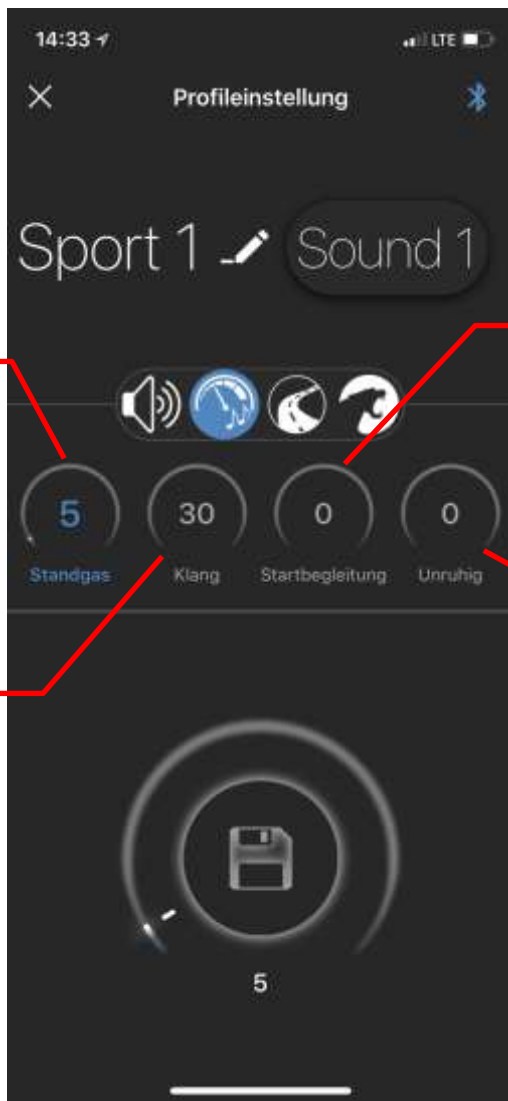 14:33 LTE
Profileinstellung
Sport 1 Sound 1
5 30 0 0
Standgas Klang Startbegleitung Unruhig
5